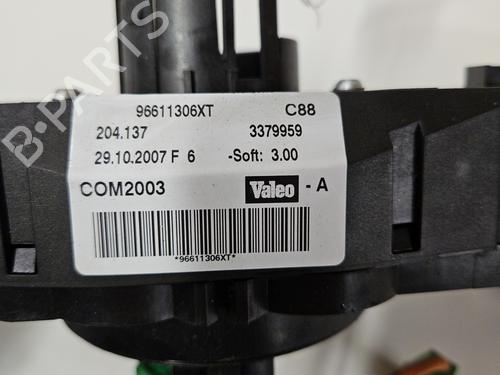 B-PARTS
96611306XT C88
204.137 3379959
29.10.2007 F 6 -Soft: 3.00
COM2003 Valeo - A
*96611306XT*